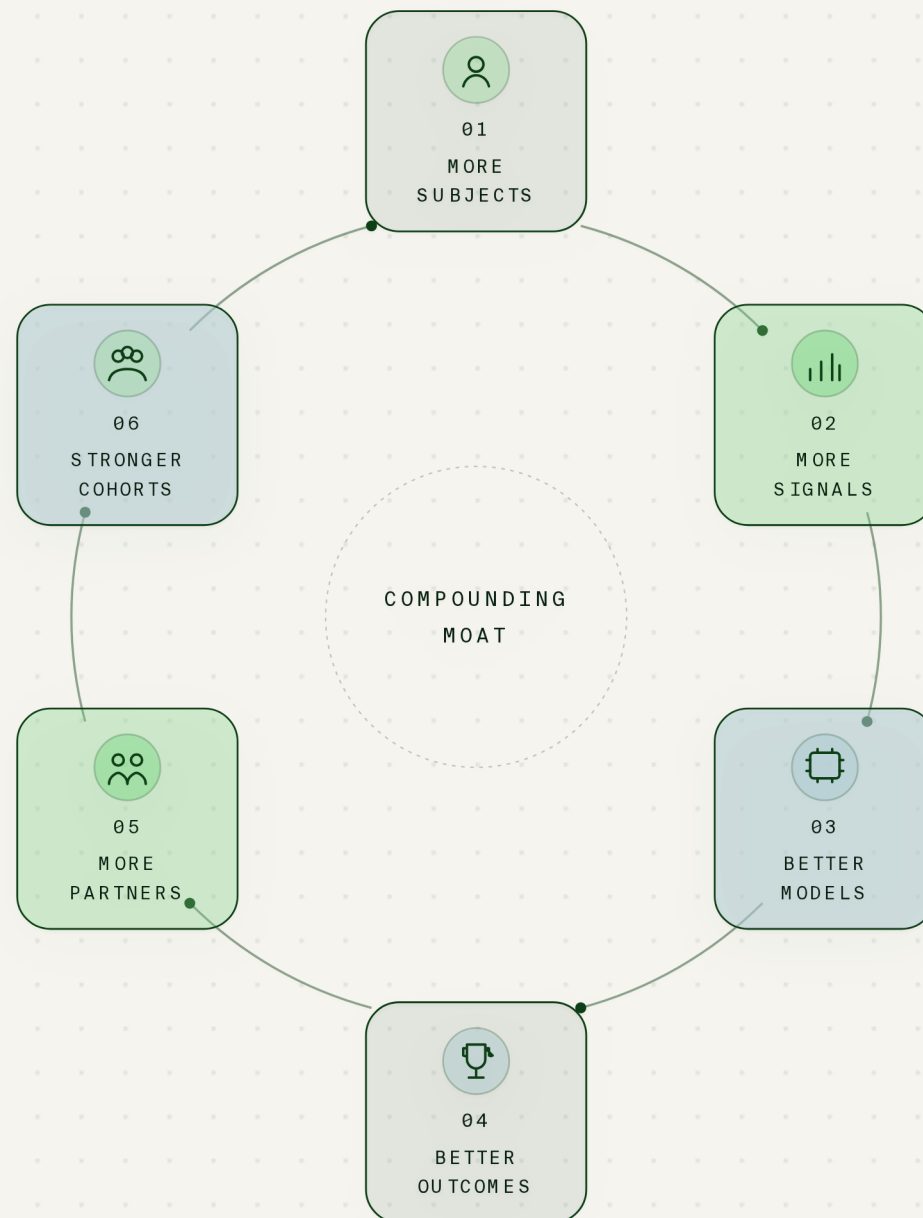 01
MORE
SUBJECTS
02
MORE
SIGNALS
03
BETTER
MODELS
04
BETTER
OUTCOMES
05
MORE
PARTNERS
06
STRONGER
COHORTS
COMPOUNDING
MOAT